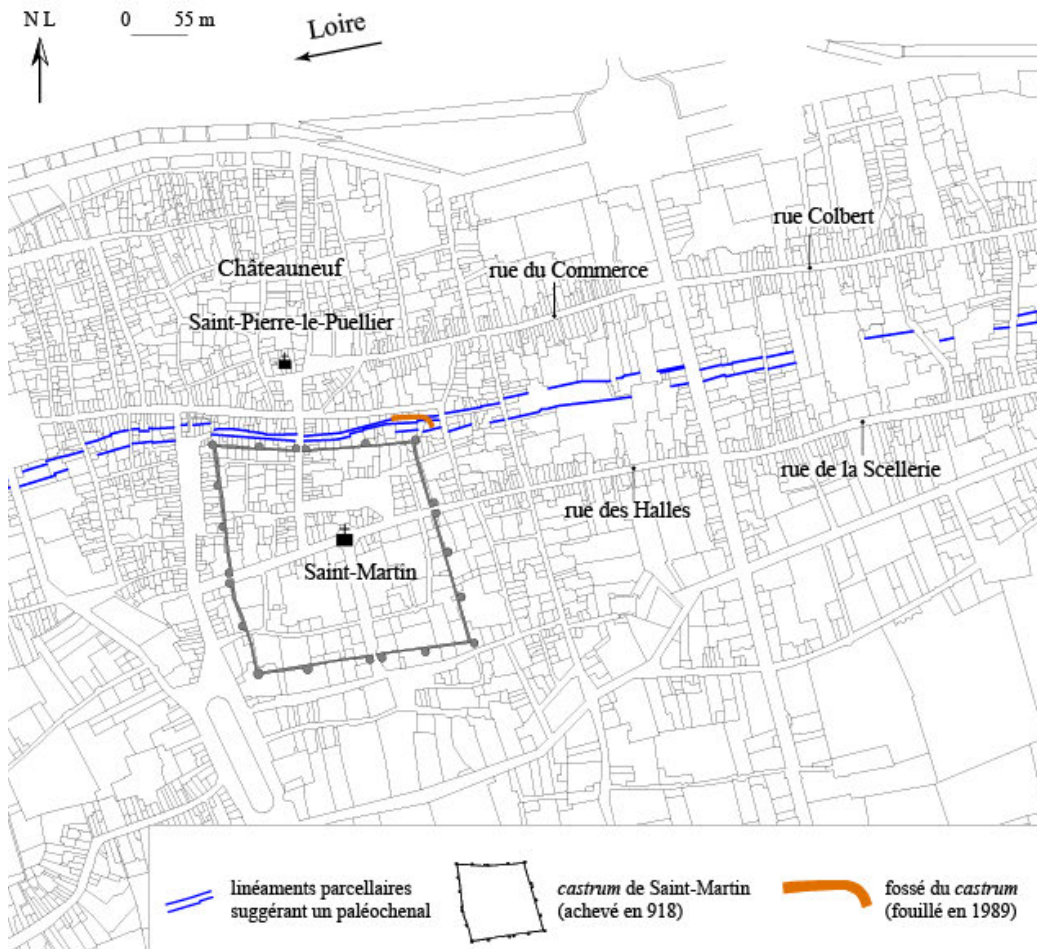 N L
0 55 m
Loire
rue Colbert
Châteauneuf
rue du Commerce
Saint-Pierre-le-Puellier
rue de la Scellerie
rue des Halles
Saint-Martin
linéaments parcellaires
suggérant un paléochenal
castrum de Saint-Martin
(achevé en 918)
fossé du castrum
(fouillé en 1989)